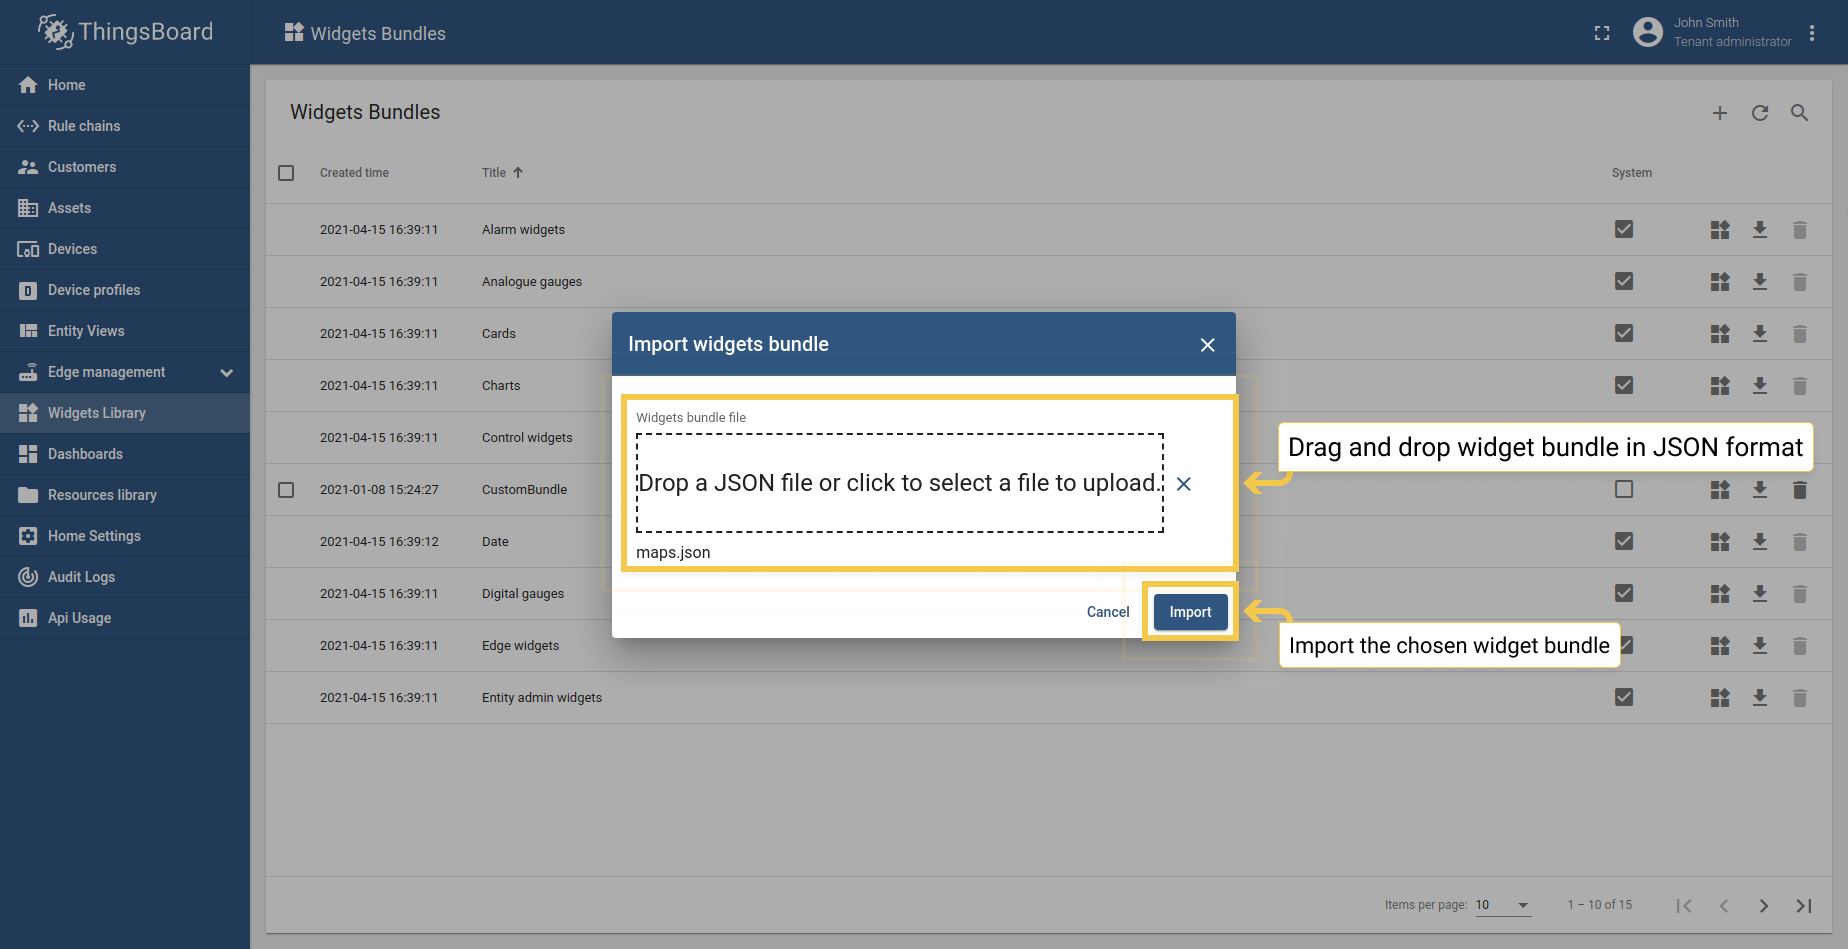 ThingsBoard
Widgets Bundles
John Smith
Tenant administrator
Home
Rule chains
Customers
Assets
Devices
Device profiles
Entity Views
Edge management
Widgets Library
Dashboards
Resources library
Home Settings
Audit Logs
Api Usage
Widgets Bundles
Created time Title System
2021-04-15 16:39:11 Alarm widgets
2021-04-15 16:39:11 Analogue gauges
2021-04-15 16:39:11 Cards
2021-04-15 16:39:11 Charts
2021-04-15 16:39:11 Control widgets
2021-01-08 15:24:27 CustomBundle
2021-04-15 16:39:12 Date
2021-04-15 16:39:11 Digital gauges
2021-04-15 16:39:11 Edge widgets
2021-04-15 16:39:11 Entity admin widgets
Import widgets bundle
Widgets bundle file
Drop a JSON file or click to select a file to upload.
maps.json
Cancel Import
Drag and drop widget bundle in JSON format
Import the chosen widget bundle
Items per page: 10 1 – 10 of 15